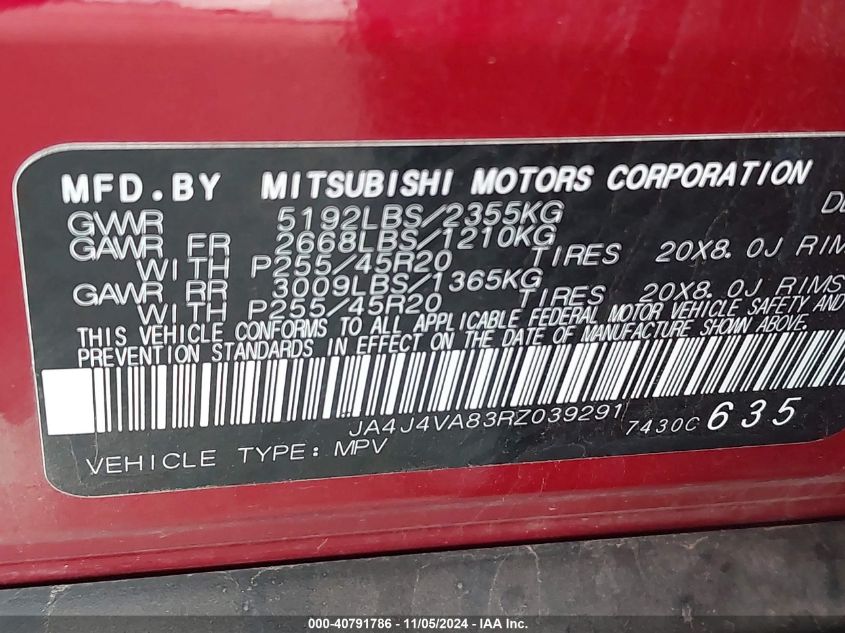 MFD.BY MITSUBISHI MOTORS CORPORATION
GVWR 5192LBS/2355KG
GAWR FR 2668LBS/1210KG
WITH P255/45R20 TIRES 20X8.0J RIMS
GAWR RR 3009LBS/1365KG
WITH P255/45R20 TIRES 20X8.0J RIMS
THIS VEHICLE CONFORMS TO ALL APPLICABLE FEDERAL MOTOR VEHICLE SAFETY AND
PREVENTION STANDARDS IN EFFECT ON THE DATE OF MANUFACTURE SHOWN ABOVE.
JA4J4VA83RZ039291 7430C 635
VEHICLE TYPE: MPV
000-40791786 - 11/05/2024 - IAAI.com